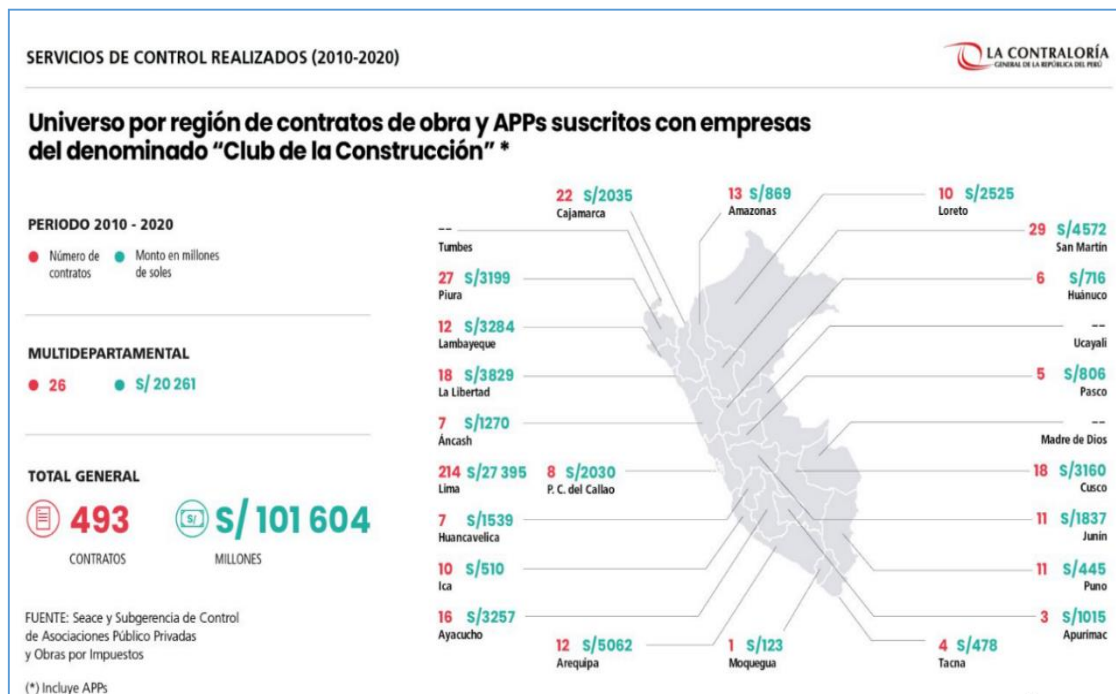 SERVICIOS DE CONTROL REALIZADOS (2010-2020)
LA CONTRALORÍA
GENERAL DE LA REPÚBLICA DEL PERÚ
Universo por región de contratos de obra y APPs suscritos con empresas
del denominado “Club de la Construcción” *
PERIODO 2010 - 2020
Número de
contratos
Monto en millones
de soles
MULTIDEPARTAMENTAL
26
S/ 20 261
TOTAL GENERAL
493
CONTRATOS
S/
S/ 101 604
MILLONES
FUENTE: Seace y Subgerencia de Control
de Asociaciones Público Privadas
y Obras por Impuestos
(*) Incluye APPs
22 S/2035
Cajamarca
13 S/869
Amazonas
10 S/2525
Loreto
--
Tumbes
27 S/3199
Piura
12 S/3284
Lambayeque
18 S/3829
La Libertad
7 S/1270
Áncash
214 S/27 395
Lima
8 S/2030
P. C. del Callao
7 S/1539
Huancavelica
10 S/510
Ica
16 S/3257
Ayacucho
12 S/5062
Arequipa
1 S/123
Moquegua
4 S/478
Tacna
29 S/4572
San Martín
6 S/716
Huánuco
--
Ucayali
5 S/806
Pasco
--
Madre de Dios
18 S/3160
Cusco
11 S/1837
Junín
11 S/445
Puno
3 S/1015
Apurímac